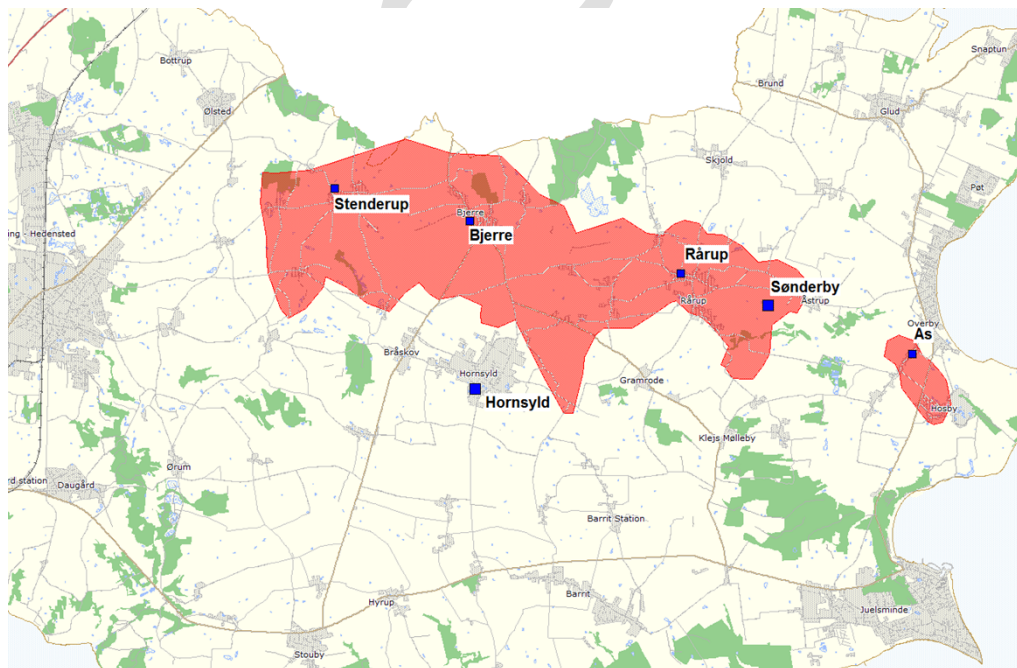 Snaptun
Bottrup
Brund
Ølsted
Glud
Skjold
Pøt
Stenderup
Bjerre
Bjerre
ing - Hedensted
Rårup
Sønderby
Rårup
Åstrup
Overby
As
Bråskov
Hornsyld
Gramrode
Hornsyld
Hosby
Klejs Mølleby
Ørum
rd station
Daugård
Barrit Station
Hyrup
Barrit
Juelsminde
Stouby